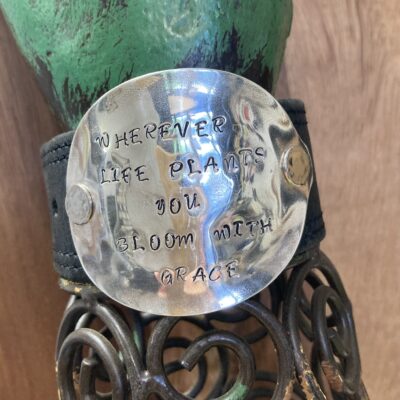 WHEREVER
LIFE PLANTS
YOU
BLOOM WITH
GRACE